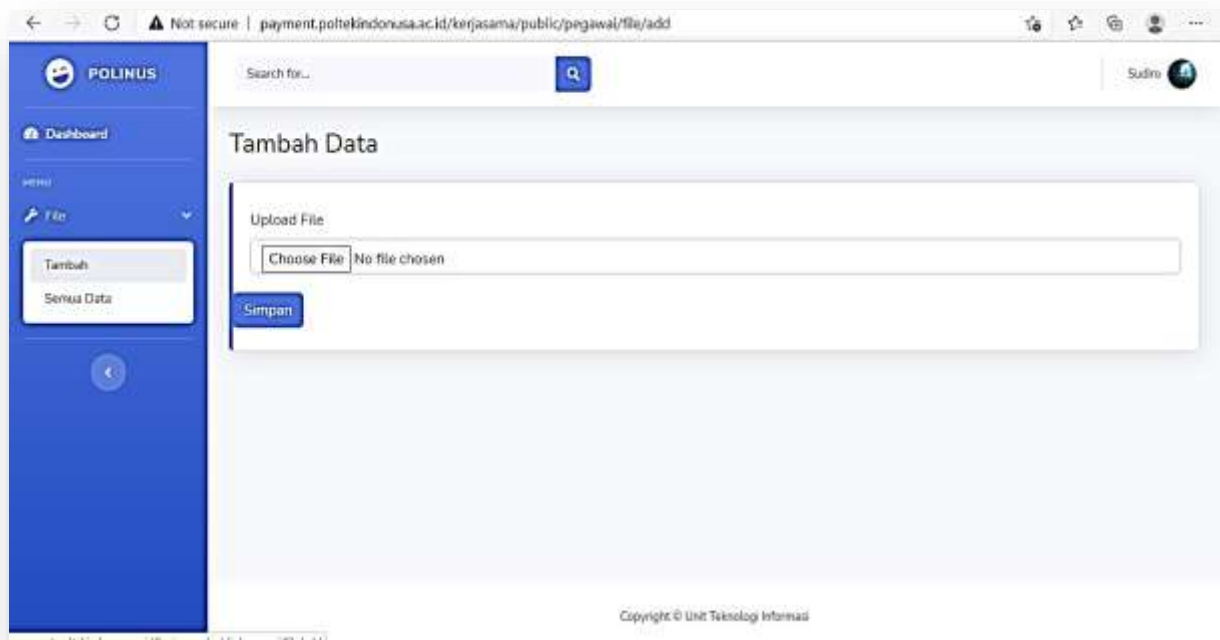 Not secure | payment.poltekindonusa.ac.id/kerjasama/public/pegawai/file/add
POLINUS
Search for...
Sudiro
Dashboard
Tambah Data
MENU
File
Upload File
Choose File No file chosen
Tambah
Semua Data
Simpan
Copyright © Unit Teknologi Informasi